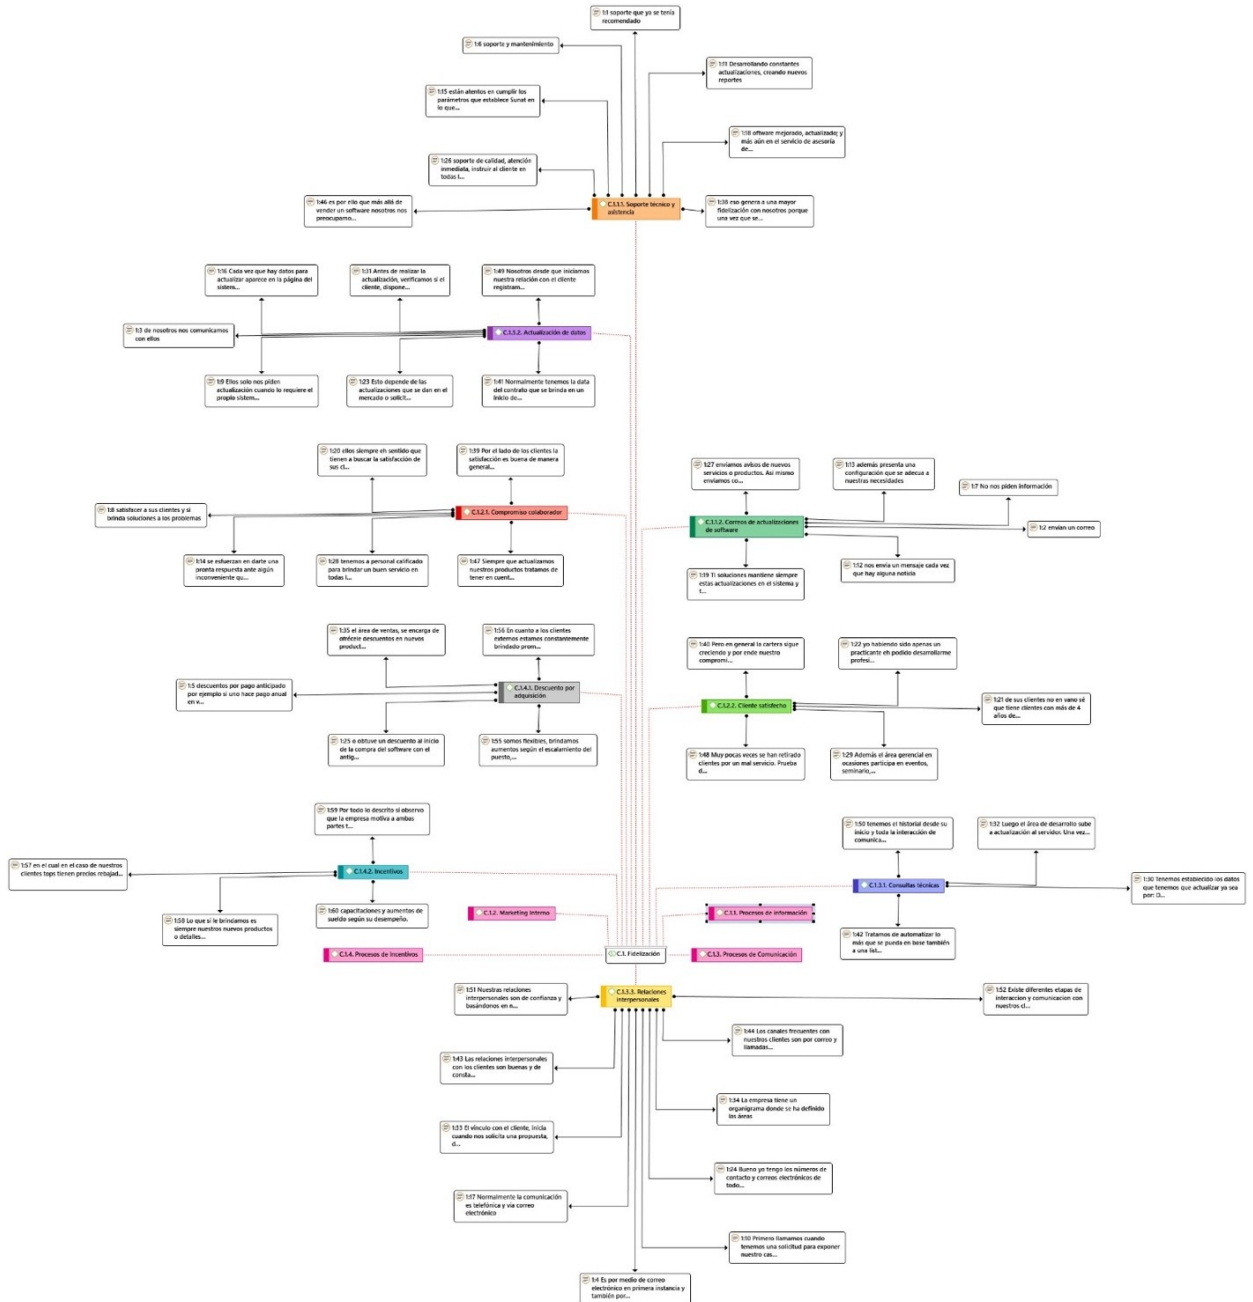 1:1 soporte que ya se tenía
recomendado
1:6 soporte y mantenimiento
1:11 Desarrollando constantes
actualizaciones, creando nuevos
reportes
1:15 están atentos en cumplir los
parámetros que establece Sunat en
lo que...
1:18 oftware mejorado, actualizado; y
más aún en el servicio de asesoría
de...
1:26 soporte de calidad, atención
inmediata, instruir al cliente en
todas l...
1:46 es por ello que más allá de
vender un software nosotros nos
preocupamo...
C.1.1.1. Soporte técnico y
asistencia
1:38 eso genera a una mayor
fidelización con nosotros porque
una vez que se...
1:16 Cada vez que hay datos para
actualizar aparece en la página del
sistem...
1:31 Antes de realizar la
actualización, verificamos si el
cliente, dispone...
1:49 Nosotros desde que iniciamos
nuestra relación con el cliente
registram...
1:3 de nosotros nos comunicamos
con ellos
C.1.3.2. Actualización de datos
1:9 Ellos solo nos piden
actualización cuando lo requiere el
propio sistem...
1:23 Esto depende de las
actualizaciones que se dan en el
mercado o solicit...
1:41 Normalmente tenemos la data
del contrato que se brinda en un
inicio de...
1:20 ellos siempre eh sentido que
tienen a buscar la satisfacción de
sus cl...
1:39 Por el lado de los clientes la
satisfacción es buena de manera
general...
1:8 satisfacer a sus clientes y si
brinda soluciones a los problemas
C.1.2.1. Compromiso colaborador
1:14 se esfuerzan en darte una
pronta respuesta ante algún
inconveniente qu...
1:28 tenemos a personal calificado
para brindar un buen servicio en
todas l...
1:47 Siempre que actualizamos
nuestros productos tratamos de
tener en cuent...
1:27 enviamos avisos de nuevos
servicios o productos. Así mismo
enviamos co...
1:13 además presenta una
configuración que se adecua a
nuestras necesidades
1:7 No nos piden información
C.1.1.2. Correos de actualizaciones
de software
1:2 envían un correo
1:19 TI soluciones mantiene siempre
estas actualizaciones en el sistema y
t...
1:12 nos envía un mensaje cada vez
que hay alguna noticia
1:35 el área de ventas, se encarga de
ofrécele descuentos en nuevos
product...
1:56 En cuanto a los clientes
externos estamos constantemente
brindado prom...
1:5 descuentos por pago anticipado
por ejemplo si uno hace pago anual
en v...
C.1.4.1. Descuento por
adquisición
1:25 o obtuve un descuento al inicio
de la compra del software con el
antig...
1:55 somos flexibles, brindamos
aumentos según el escalamiento del
puesto,...
1:40 Pero en general la cartera sigue
creciendo y por ende nuestro
compromi...
1:22 yo habiendo sido apenas un
practicante eh podido desarrollarme
profesi...
C.1.2.2. Cliente satisfecho
1:21 de sus clientes no en vano sé
que tiene clientes con más de 4
años de...
1:48 Muy pocas veces se han retirado
clientes por un mal servicio. Prueba
d...
1:29 Además el área gerencial en
ocasiones participa en eventos,
seminario,...
1:59 Por todo lo descrito si observo
que la empresa motiva a ambas
partes t...
1:57 en el cual en el caso de nuestros
clientes tops tienen precios rebajad...
C.1.4.2. Incentivos
1:58 Lo que si le brindamos es
siempre nuestros nuevos productos
o detalles...
1:60 capacitaciones y aumentos de
sueldo según su desempeño.
1:50 tenemos el historial desde su
inicio y toda la interacción de
comunica...
1:32 Luego el área de desarrollo sube
a actualización al servidor. Una vez...
C.1.3.1. Consultas técnicas
1:30 Tenemos establecido los datos
que tenemos que actualizar ya sea
por:
1:42 Tratamos de automatizar lo
más que se pueda en base también
a una list...
C.1.2. Marketing Interno
C.1.1. Procesos de información
C.1.4. Procesos de Incentivos
C.1. Fidelización
C.1.3. Procesos de Comunicación
1:51 Nuestras relaciones
interpersonales son de confianza y
basándonos en n...
C.1.3.3. Relaciones
interpersonales
1:52 Existe diferentes etapas de
interaccion y comunicacion con
nuestros cl...
1:44 Los canales frecuentes con
nuestros clientes son por correo y
llamadas...
1:43 Las relaciones interpersonales
con los clientes son buenas y de
consta...
1:34 La empresa tiene un
organigrama donde se ha definido
las áreas
1:33 El vínculo con el cliente, inicia
cuando nos solicita una propuesta,
d...
1:24 Bueno yo tengo los números de
contacto y correos electrónicos de
todo...
1:17 Normalmente la comunicación
es telefónica y vía correo
electrónico
1:10 Primero llamamos cuando
tenemos una solicitud para exponer
nuestro cas...
1:4 Es por medio de correo
electrónico en primera instancia y
también por...